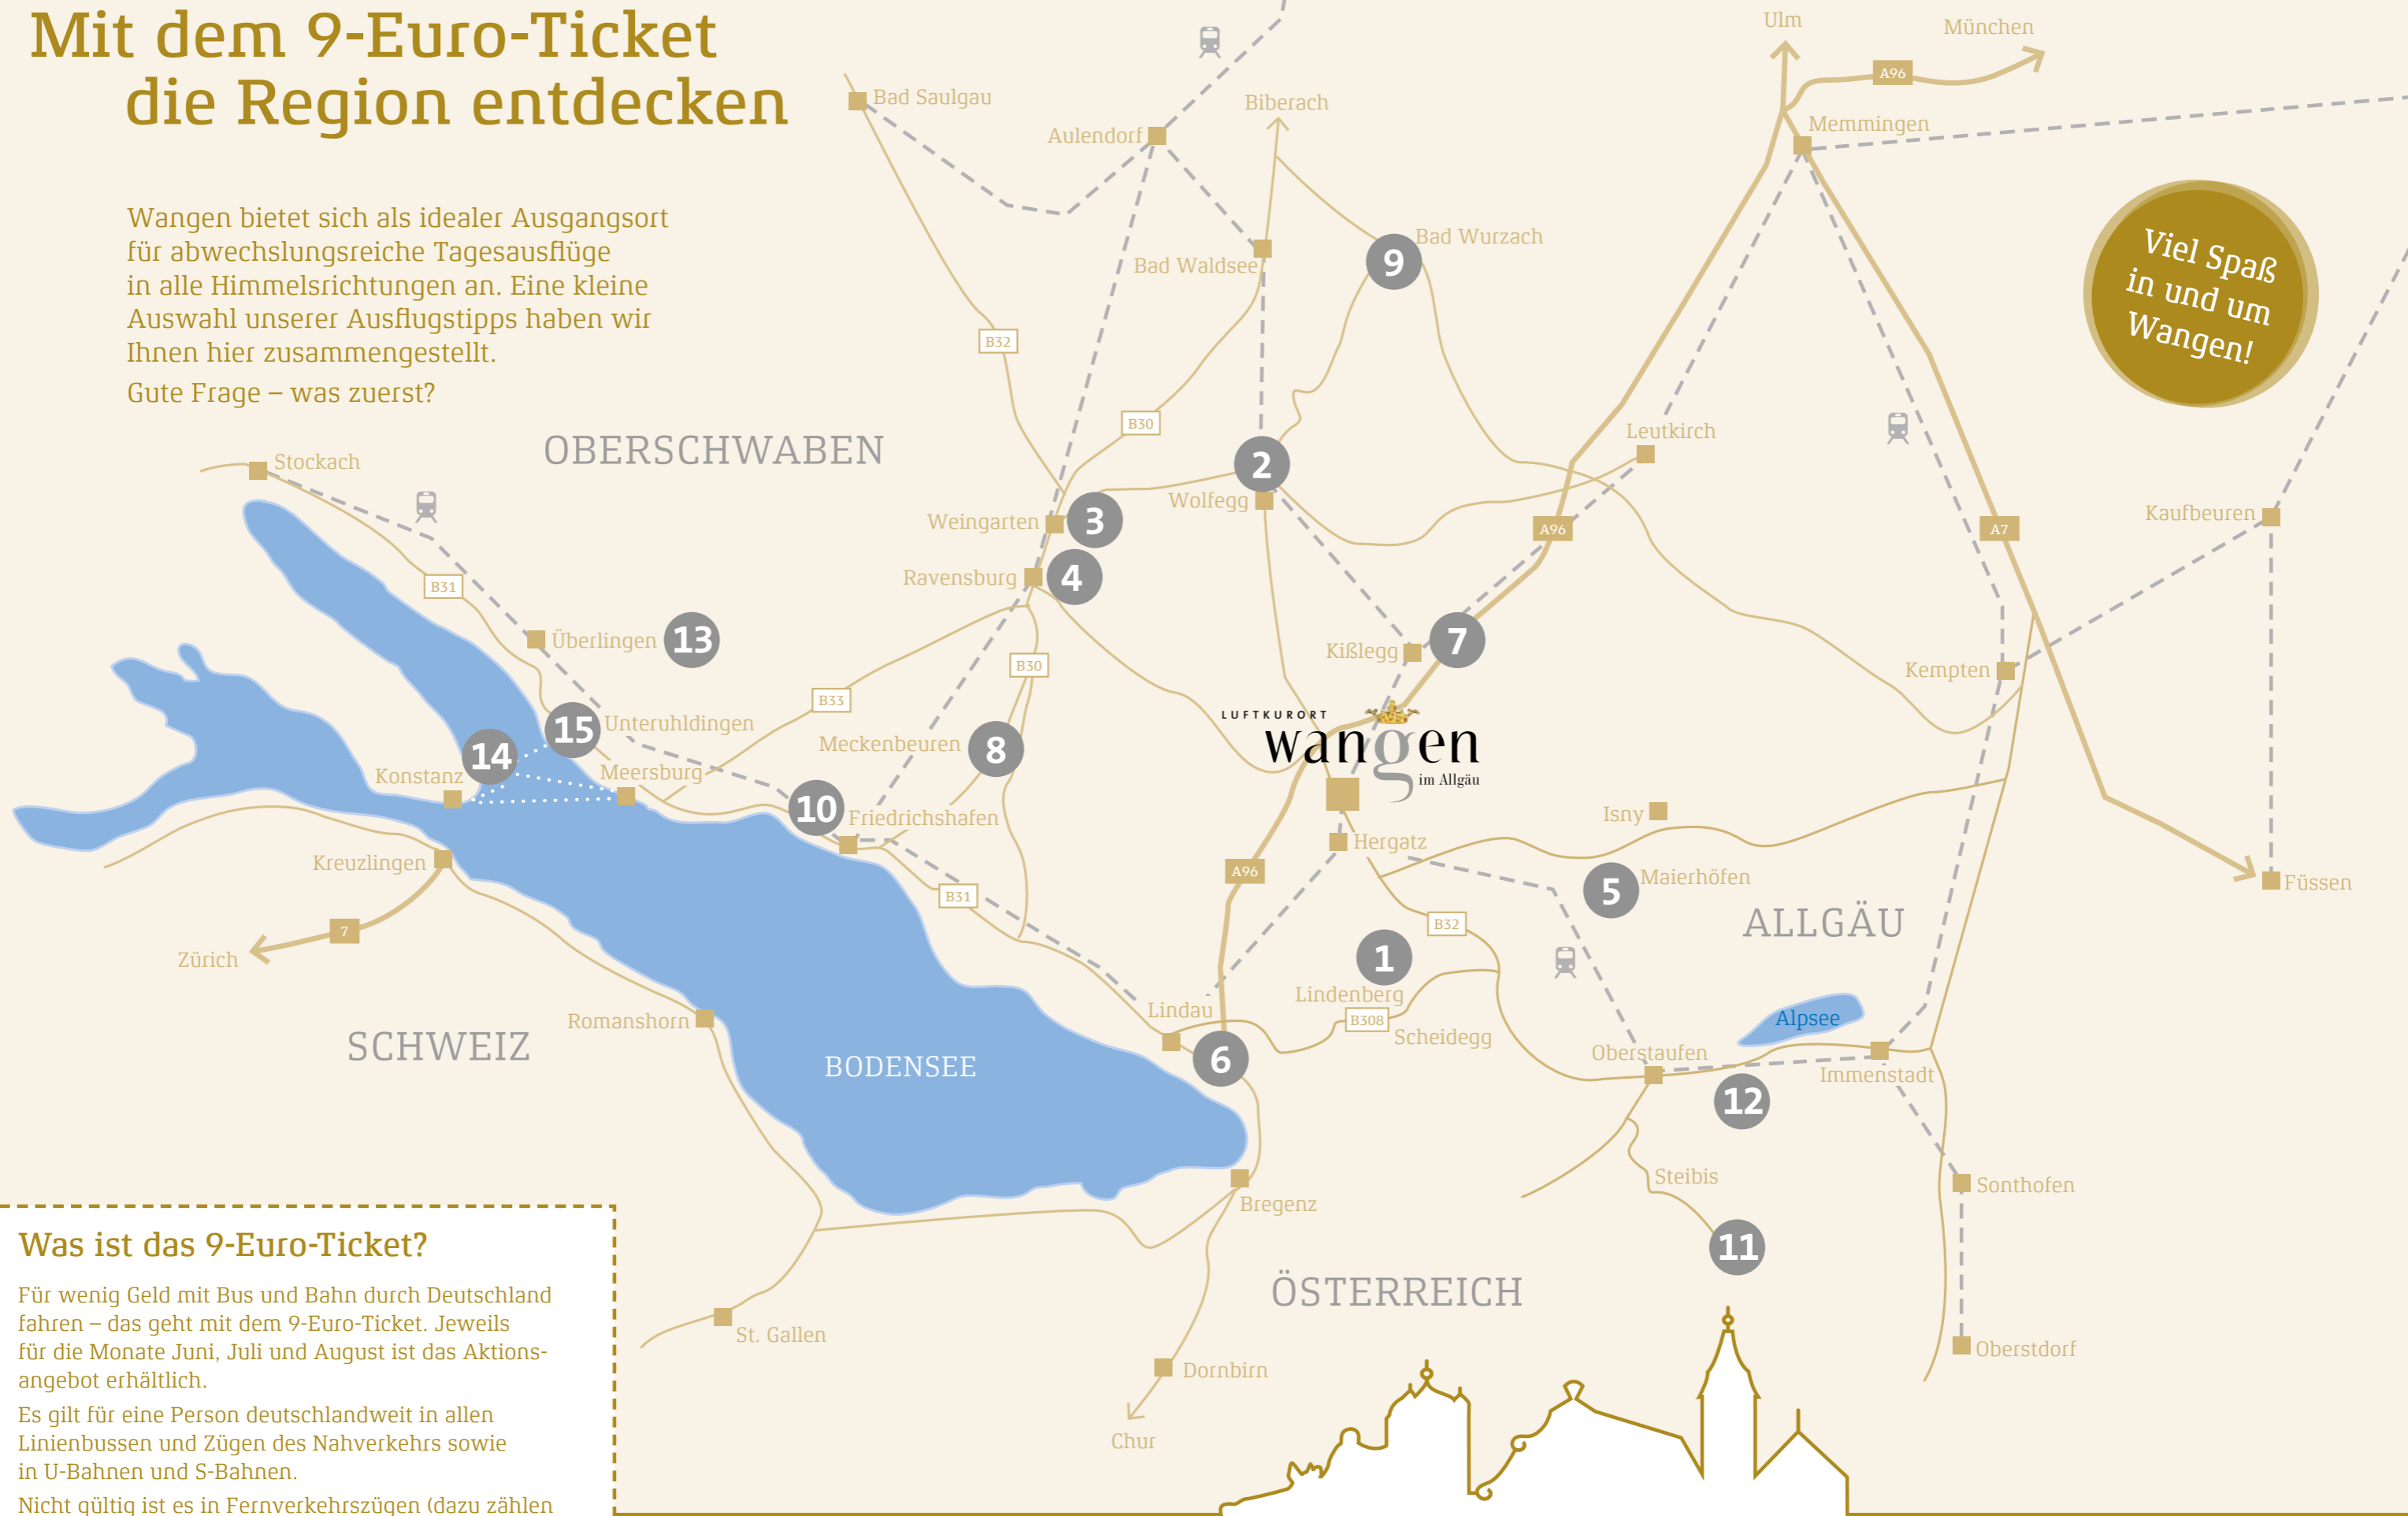 Mit dem 9-Euro-Ticket
die Region entdecken
Wangen bietet sich als idealer Ausgangsort
für abwechslungsreiche Tagesausflüge
in alle Himmelsrichtungen an. Eine kleine
Auswahl unserer Ausflugstipps haben wir
Ihnen hier zusammengestellt.
Gute Frage – was zuerst?
Ulm
München
A96
Bad Saulgau
Biberach
Aulendorf
Memmingen
Viel Spaß
in und um
Wangen!
Bad Waldsee
9
Bad Wurzach
B32
B30
Leutkirch
OBERSCHWABEN
Stockach
2
Wolfegg
Weingarten
3
A96
A7
Kaufbeuren
Ravensburg
4
B31
Überlingen
13
B30
Kißlegg
7
Kempten
B33
LUFTKURORT
wangen
im Allgäu
15
Unteruhldingen
Meckenbeuren
8
14
Konstanz
Meersburg
10
Friedrichshafen
Isny
Hergatz
Kreuzlingen
A96
5
Maierhöfen
Füssen
B31
B32
ALLGÄU
7
Zürich
1
Lindenberg
Lindau
B308
Scheidegg
Alpsee
Romanshorn
SCHWEIZ
BODENSEE
6
Oberstaufen
Immenstadt
12
Steibis
Sonthofen
Bregenz
11
ÖSTERREICH
St. Gallen
Oberstdorf
Dornbirn
Chur
Was ist das 9-Euro-Ticket?
Für wenig Geld mit Bus und Bahn durch Deutschland
fahren – das geht mit dem 9-Euro-Ticket. Jeweils
für die Monate Juni, Juli und August ist das Aktions-
angebot erhältlich.
Es gilt für eine Person deutschlandweit in allen
Linienbussen und Zügen des Nahverkehrs sowie
in U-Bahnen und S-Bahnen.
Nicht gültig ist es in Fernverkehrszügen (dazu zählen